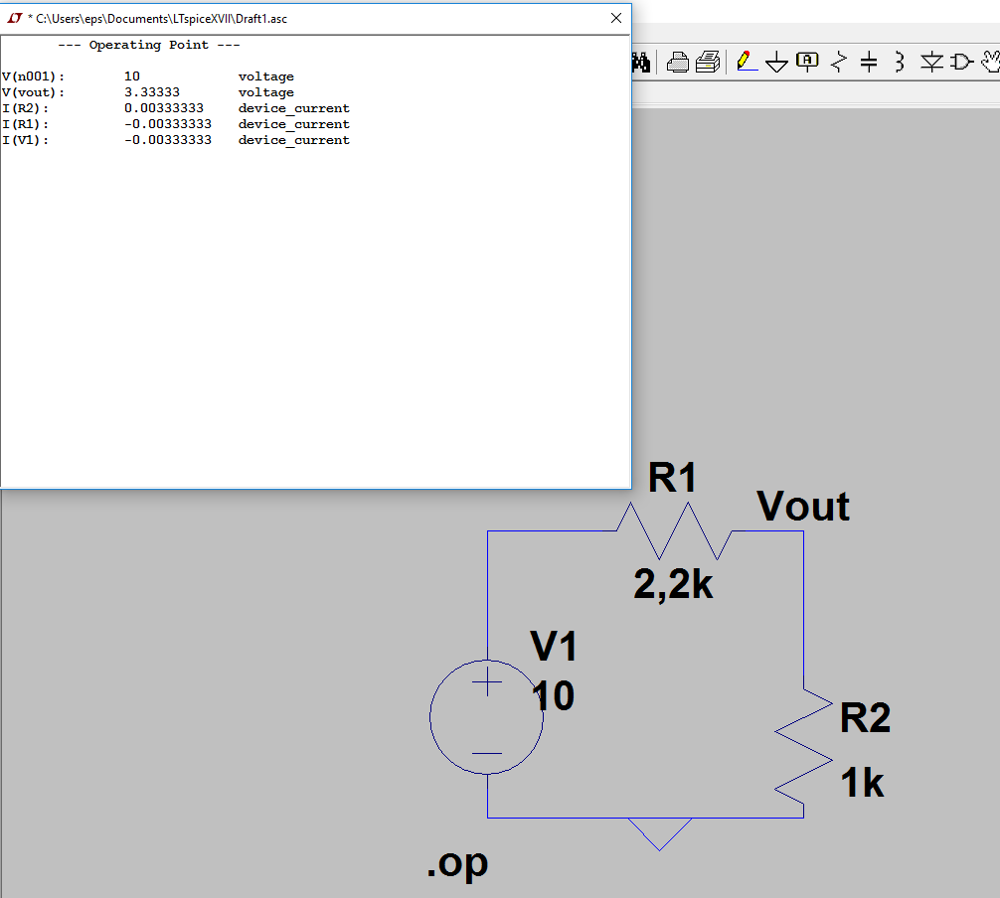 * C:\Users\eps\Documents\LTspiceXVII\Draft1.asc
--- Operating Point ---
V(n001): 10 voltage
V(vout): 3.33333 voltage
I(R2): 0.00333333 device_current
I(R1): -0.00333333 device_current
I(V1): -0.00333333 device_current
A
R1
Vout
2,2k
V1
10
R2
1k
.op